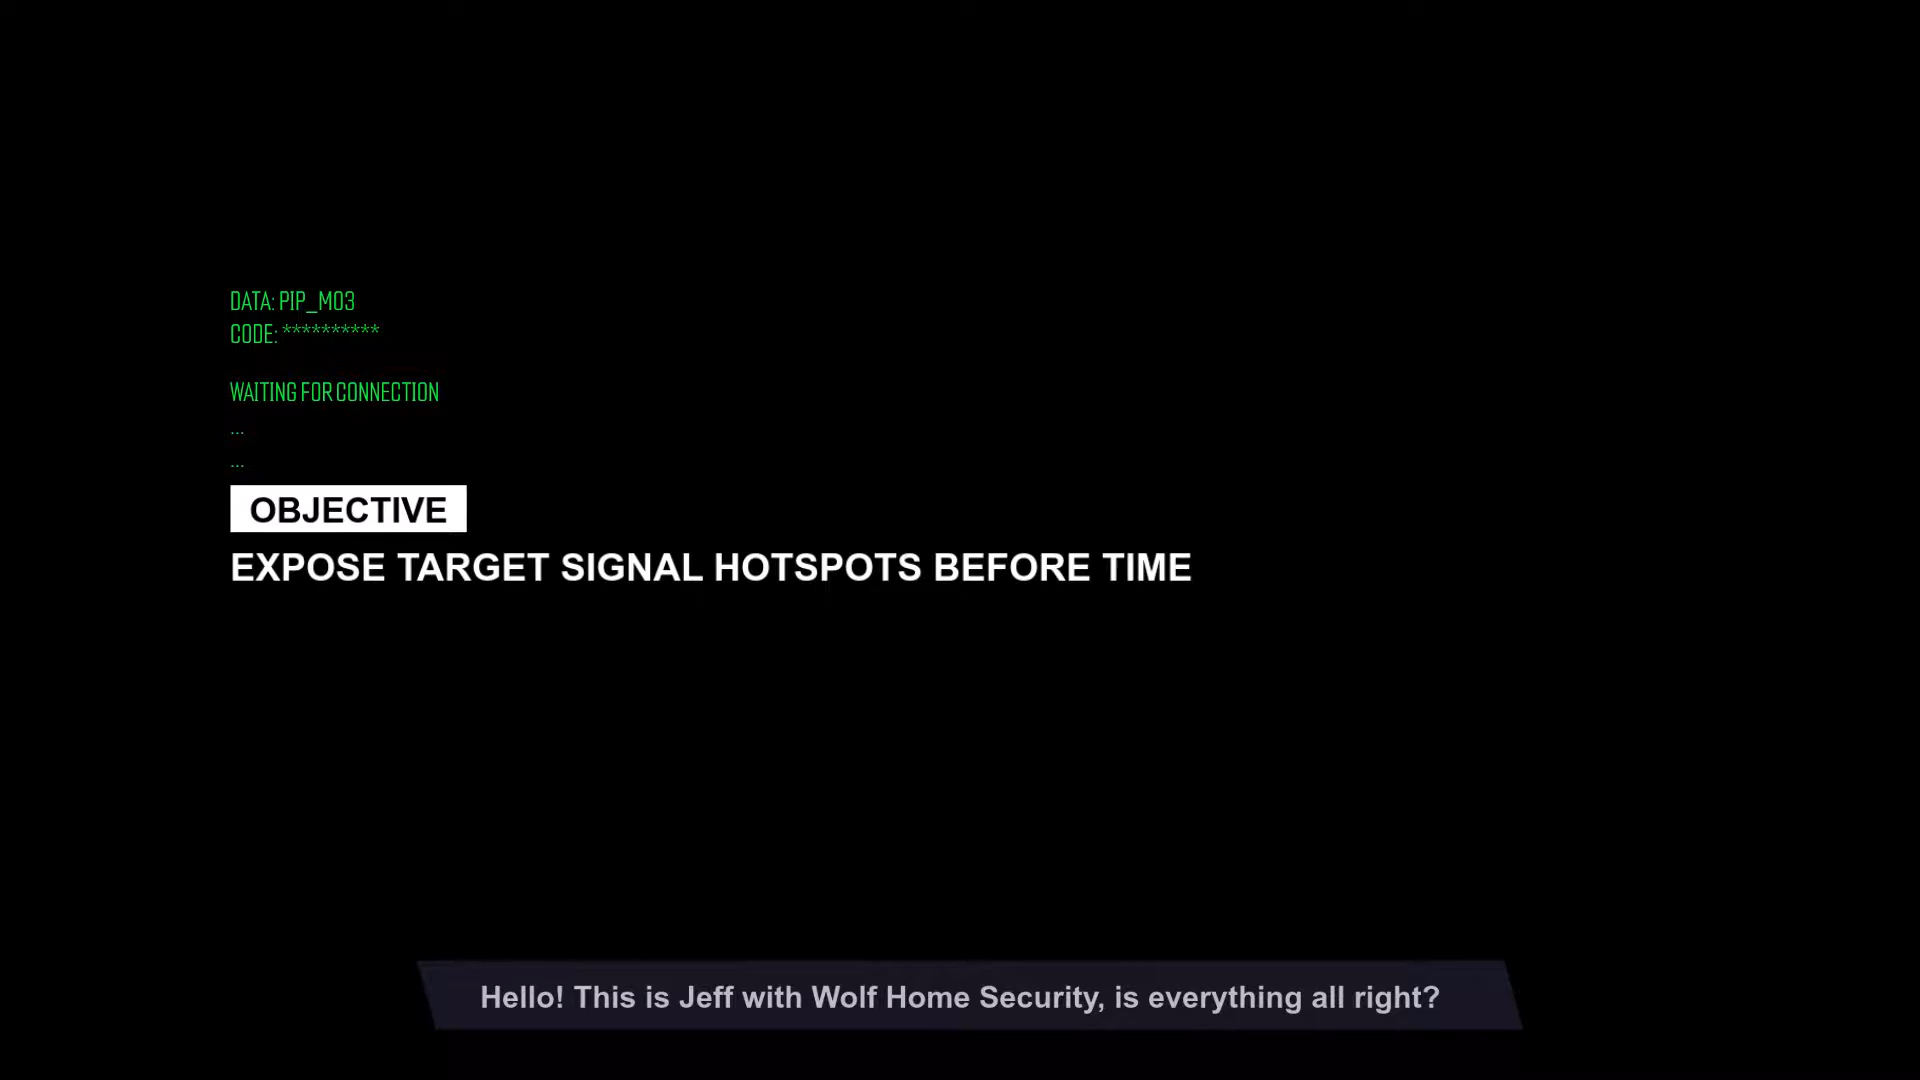 DATA: PIP_M03
CODE: **********
WAITING FOR CONNECTION
...
...
OBJECTIVE
EXPOSE TARGET SIGNAL HOTSPOTS BEFORE TIME
Hello! This is Jeff with Wolf Home Security, is everything all right?